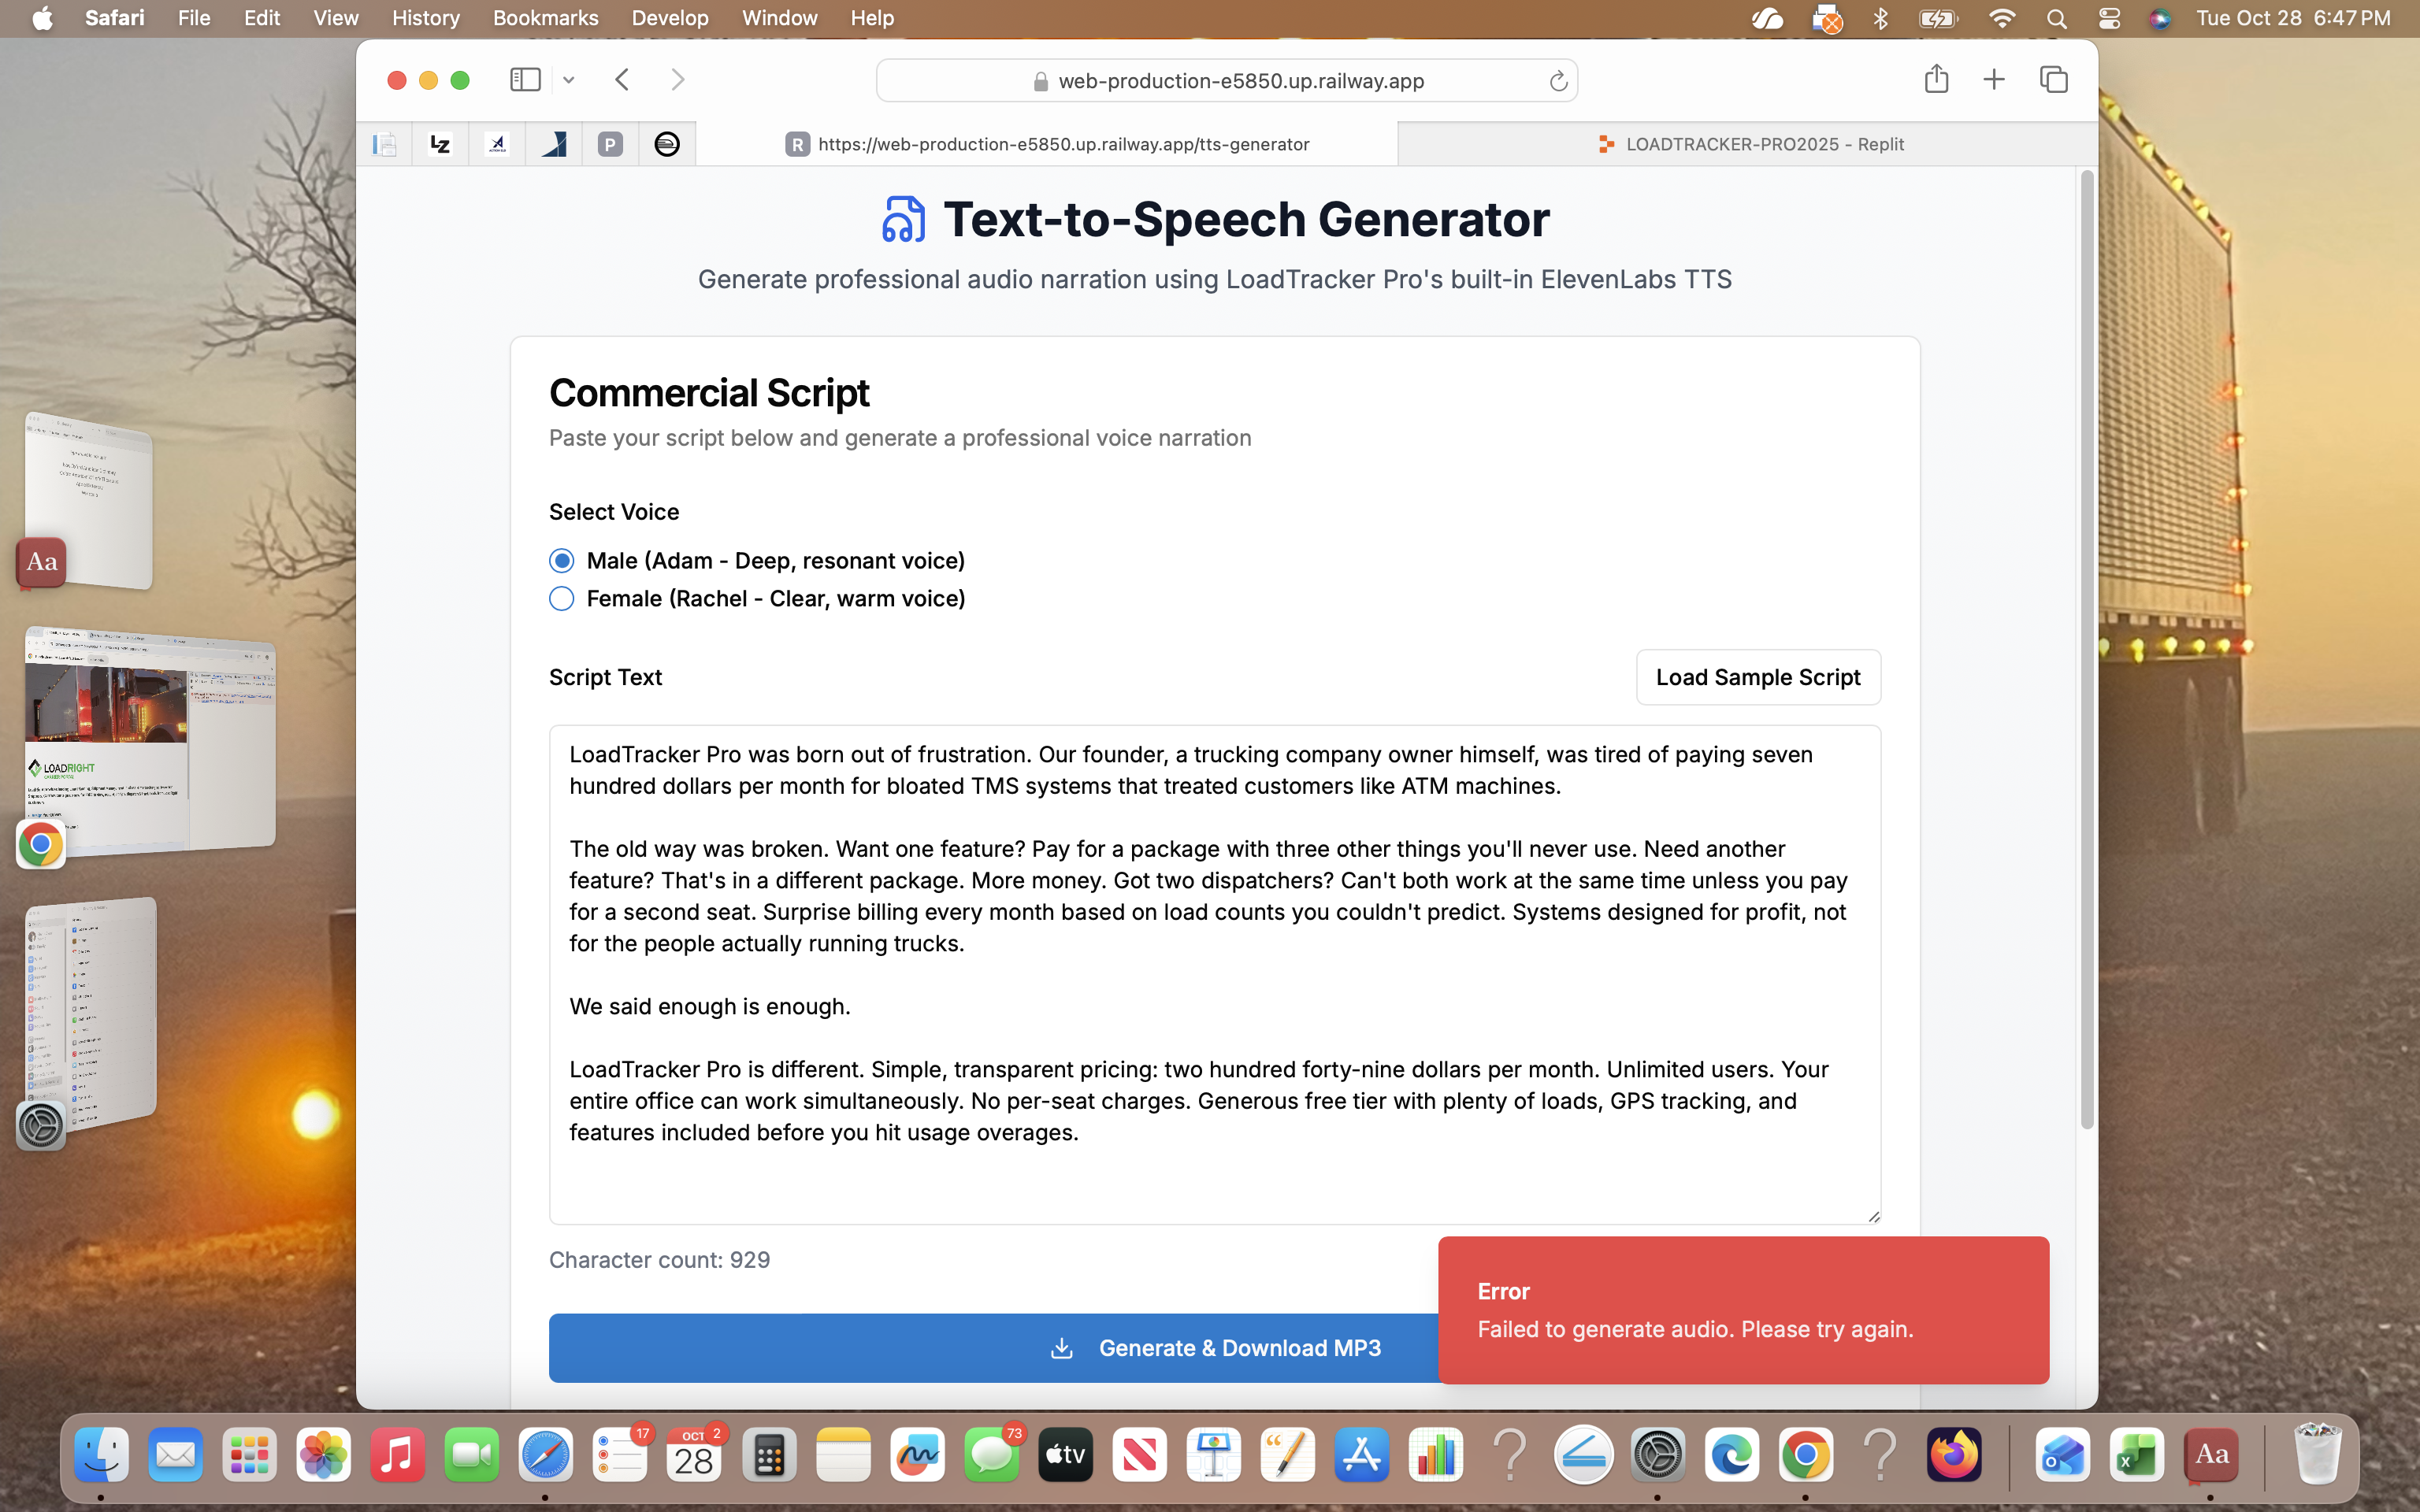 Safari File Edit View History Bookmarks Develop Window Help Tue Oct 28 6:47 PM
web-production-e5850.up.railway.app
LZ P R https://web-production-e5850.up.railway.app/tts-generator LOADTRACKER-PRO2025 - Replit
Text-to-Speech Generator
Generate professional audio narration using LoadTracker Pro's built-in ElevenLabs TTS
Commercial Script
Paste your script below and generate a professional voice narration
Select Voice
Male (Adam - Deep, resonant voice)
Female (Rachel - Clear, warm voice)
Script Text
Load Sample Script
LoadTracker Pro was born out of frustration. Our founder, a trucking company owner himself, was tired of paying seven
hundred dollars per month for bloated TMS systems that treated customers like ATM machines.
The old way was broken. Want one feature? Pay for a package with three other things you'll never use. Need another
feature? That's in a different package. More money. Got two dispatchers? Can't both work at the same time unless you pay
for a second seat. Surprise billing every month based on load counts you couldn't predict. Systems designed for profit, not
for the people actually running trucks.
We said enough is enough.
LoadTracker Pro is different. Simple, transparent pricing: two hundred forty-nine dollars per month. Unlimited users. Your
entire office can work simultaneously. No per-seat charges. Generous free tier with plenty of loads, GPS tracking, and
features included before you hit usage overages.
Character count: 929
Generate & Download MP3
Error
Failed to generate audio. Please try again.
Aa
LOADRIGHT
17
OCT 2
28
73
tv
Aa